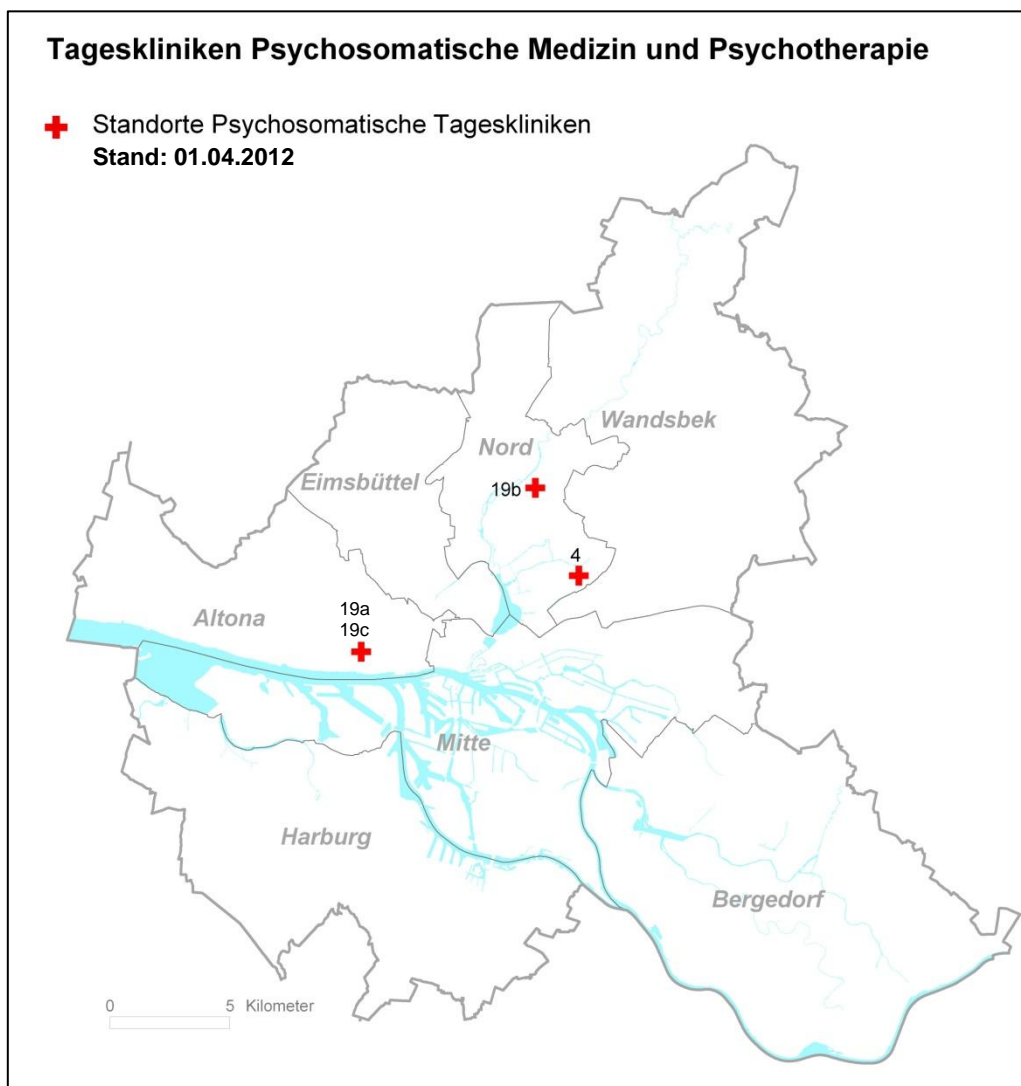 Tageskliniken Psychosomatische Medizin und Psychotherapie
Standorte Psychosomatische Tageskliniken
Stand: 01.04.2012
Wandsbek
Nord
Eimsbüttel
19b
4
19a
19c
Altona
Mitte
Harburg
Bergedorf
0 5 Kilometer